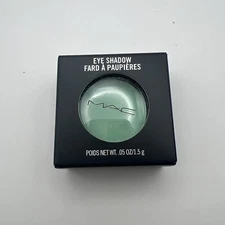 EYE SHADOW
FARD À PAUPIÈRES
MAC
POIDS NET WT. .05 OZ/1.5 g